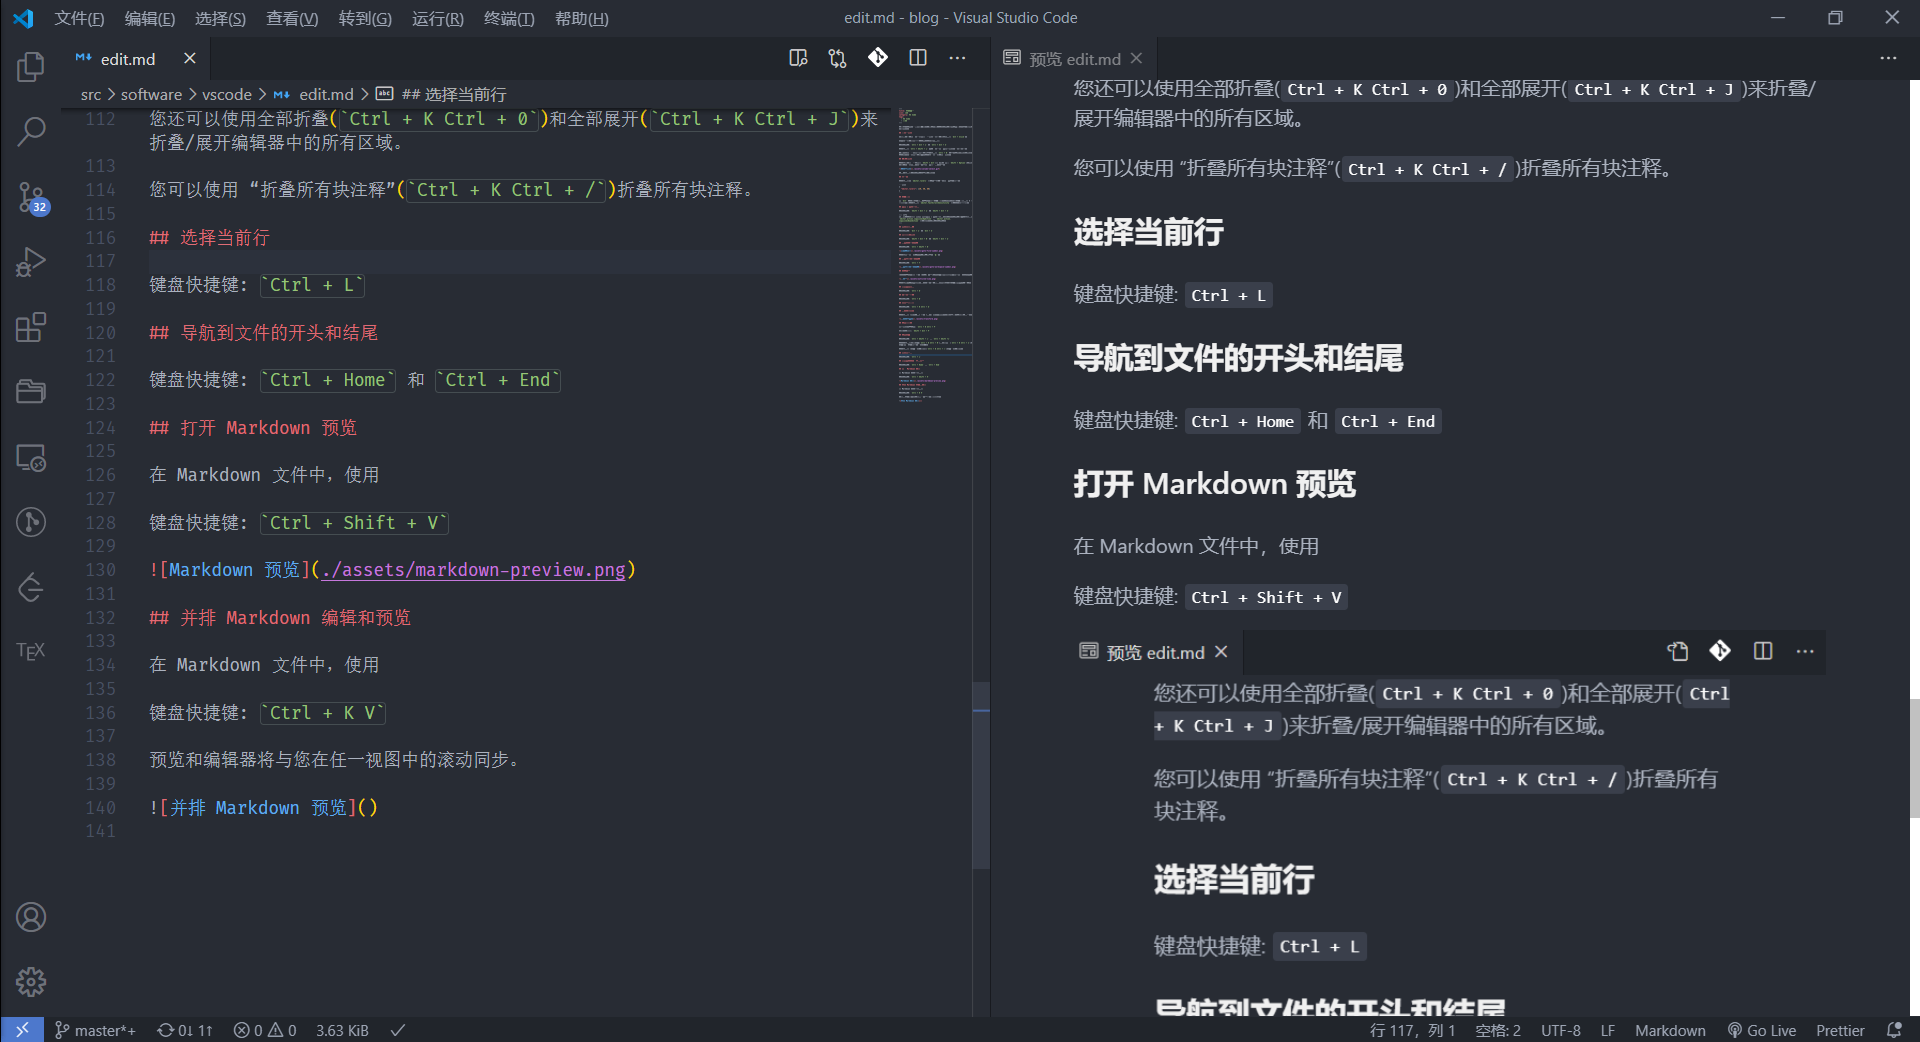 文件(F) 编辑(E) 选择(S) 查看(V) 转到(G) 运行(R) 终端(T) 帮助(H) edit.md - blog - Visual Studio Code
edit.md
src software vscode edit.md ## 选择当前行
32
TEX
112 您还可以使用全部折叠(`Ctrl + K Ctrl + 0`)和全部展开(`Ctrl + K Ctrl + J`)来
折叠/展开编辑器中的所有区域。
113
114 您可以使用 “折叠所有块注释”(`Ctrl + K Ctrl + /`)折叠所有块注释。
115
116 ## 选择当前行
117
118 键盘快捷键: `Ctrl + L`
119
120 ## 导航到文件的开头和结尾
121
122 键盘快捷键: `Ctrl + Home` 和 `Ctrl + End`
123
124 ## 打开 Markdown 预览
125
126 在 Markdown 文件中，使用
127
128 键盘快捷键: `Ctrl + Shift + V`
129
130 ![Markdown 预览](./assets/markdown-preview.png)
131
132 ## 并排 Markdown 编辑和预览
133
134 在 Markdown 文件中，使用
135
136 键盘快捷键: `Ctrl + K V`
137
138 预览和编辑器将与您在任一视图中的滚动同步。
139
140 ![并排 Markdown 预览]()
141
预览 edit.md
您还可以使用全部折叠( Ctrl + K Ctrl + 0 )和全部展开( Ctrl + K Ctrl + J )来折叠/
展开编辑器中的所有区域。
您可以使用 “折叠所有块注释”( Ctrl + K Ctrl + / )折叠所有块注释。
选择当前行
键盘快捷键: Ctrl + L
导航到文件的开头和结尾
键盘快捷键: Ctrl + Home 和 Ctrl + End
打开 Markdown 预览
在 Markdown 文件中，使用
键盘快捷键: Ctrl + Shift + V
预览 edit.md
您还可以使用全部折叠( Ctrl + K Ctrl + 0 )和全部展开( Ctrl
+ K Ctrl + J )来折叠/展开编辑器中的所有区域。
您可以使用 “折叠所有块注释”( Ctrl + K Ctrl + / )折叠所有
块注释。
选择当前行
键盘快捷键: Ctrl + L
导航到文件的开头和结尾
master*+ 0↓ 1↑ 0 0 3.63 KiB 行 117，列 1 空格: 2 UTF-8 LF Markdown Go Live Prettier